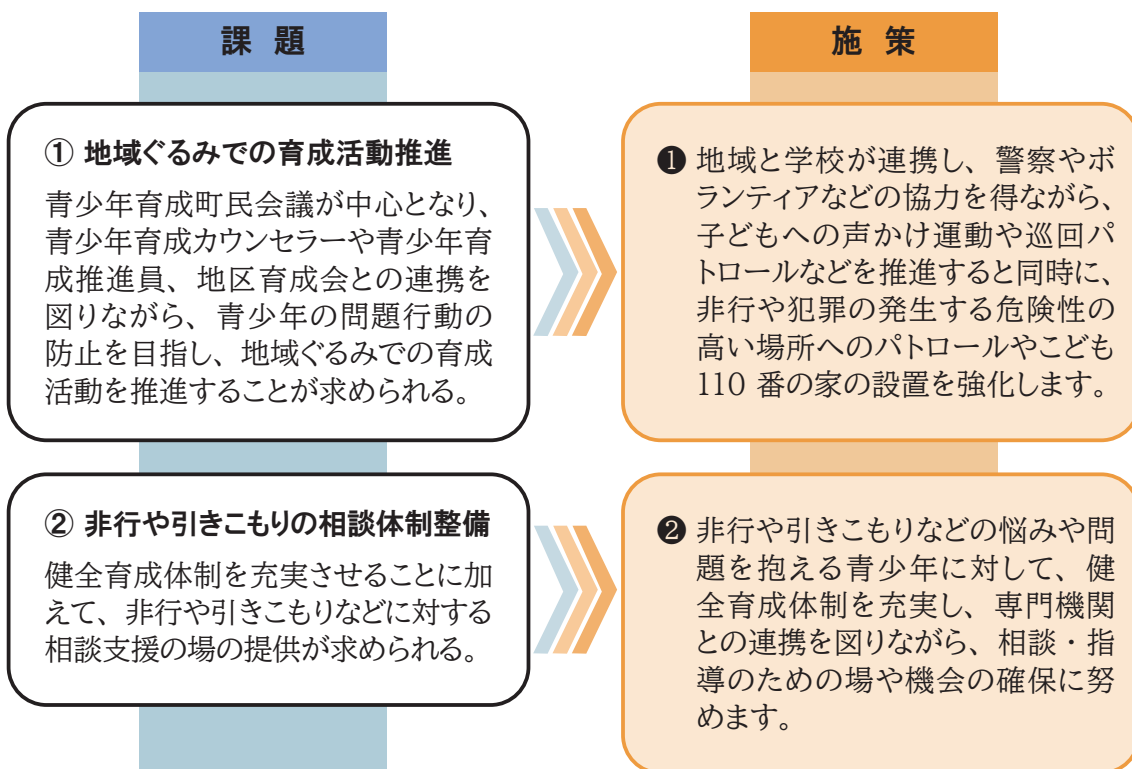 課 題
施 策
① 地域ぐるみでの育成活動推進
青少年育成町民会議が中心となり、
青少年育成カウンセラーや青少年育
成推進員、地区育成会との連携を
図りながら、青少年の問題行動の
防止を目指し、地域ぐるみでの育成
活動を推進することが求められる。
❶ 地域と学校が連携し、警察やボ
ランティアなどの協力を得ながら、
子どもへの声かけ運動や巡回パ
トロールなどを推進すると同時に、
非行や犯罪の発生する危険性の
高い場所へのパトロールやこども
110 番の家の設置を強化します。
② 非行や引きこもりの相談体制整備
健全育成体制を充実させることに加
えて、非行や引きこもりなどに対する
相談支援の場の提供が求められる。
❷ 非行や引きこもりなどの悩みや問
題を抱える青少年に対して、健
全育成体制を充実し、専門機関
との連携を図りながら、相談・指
導のための場や機会の確保に努
めます。